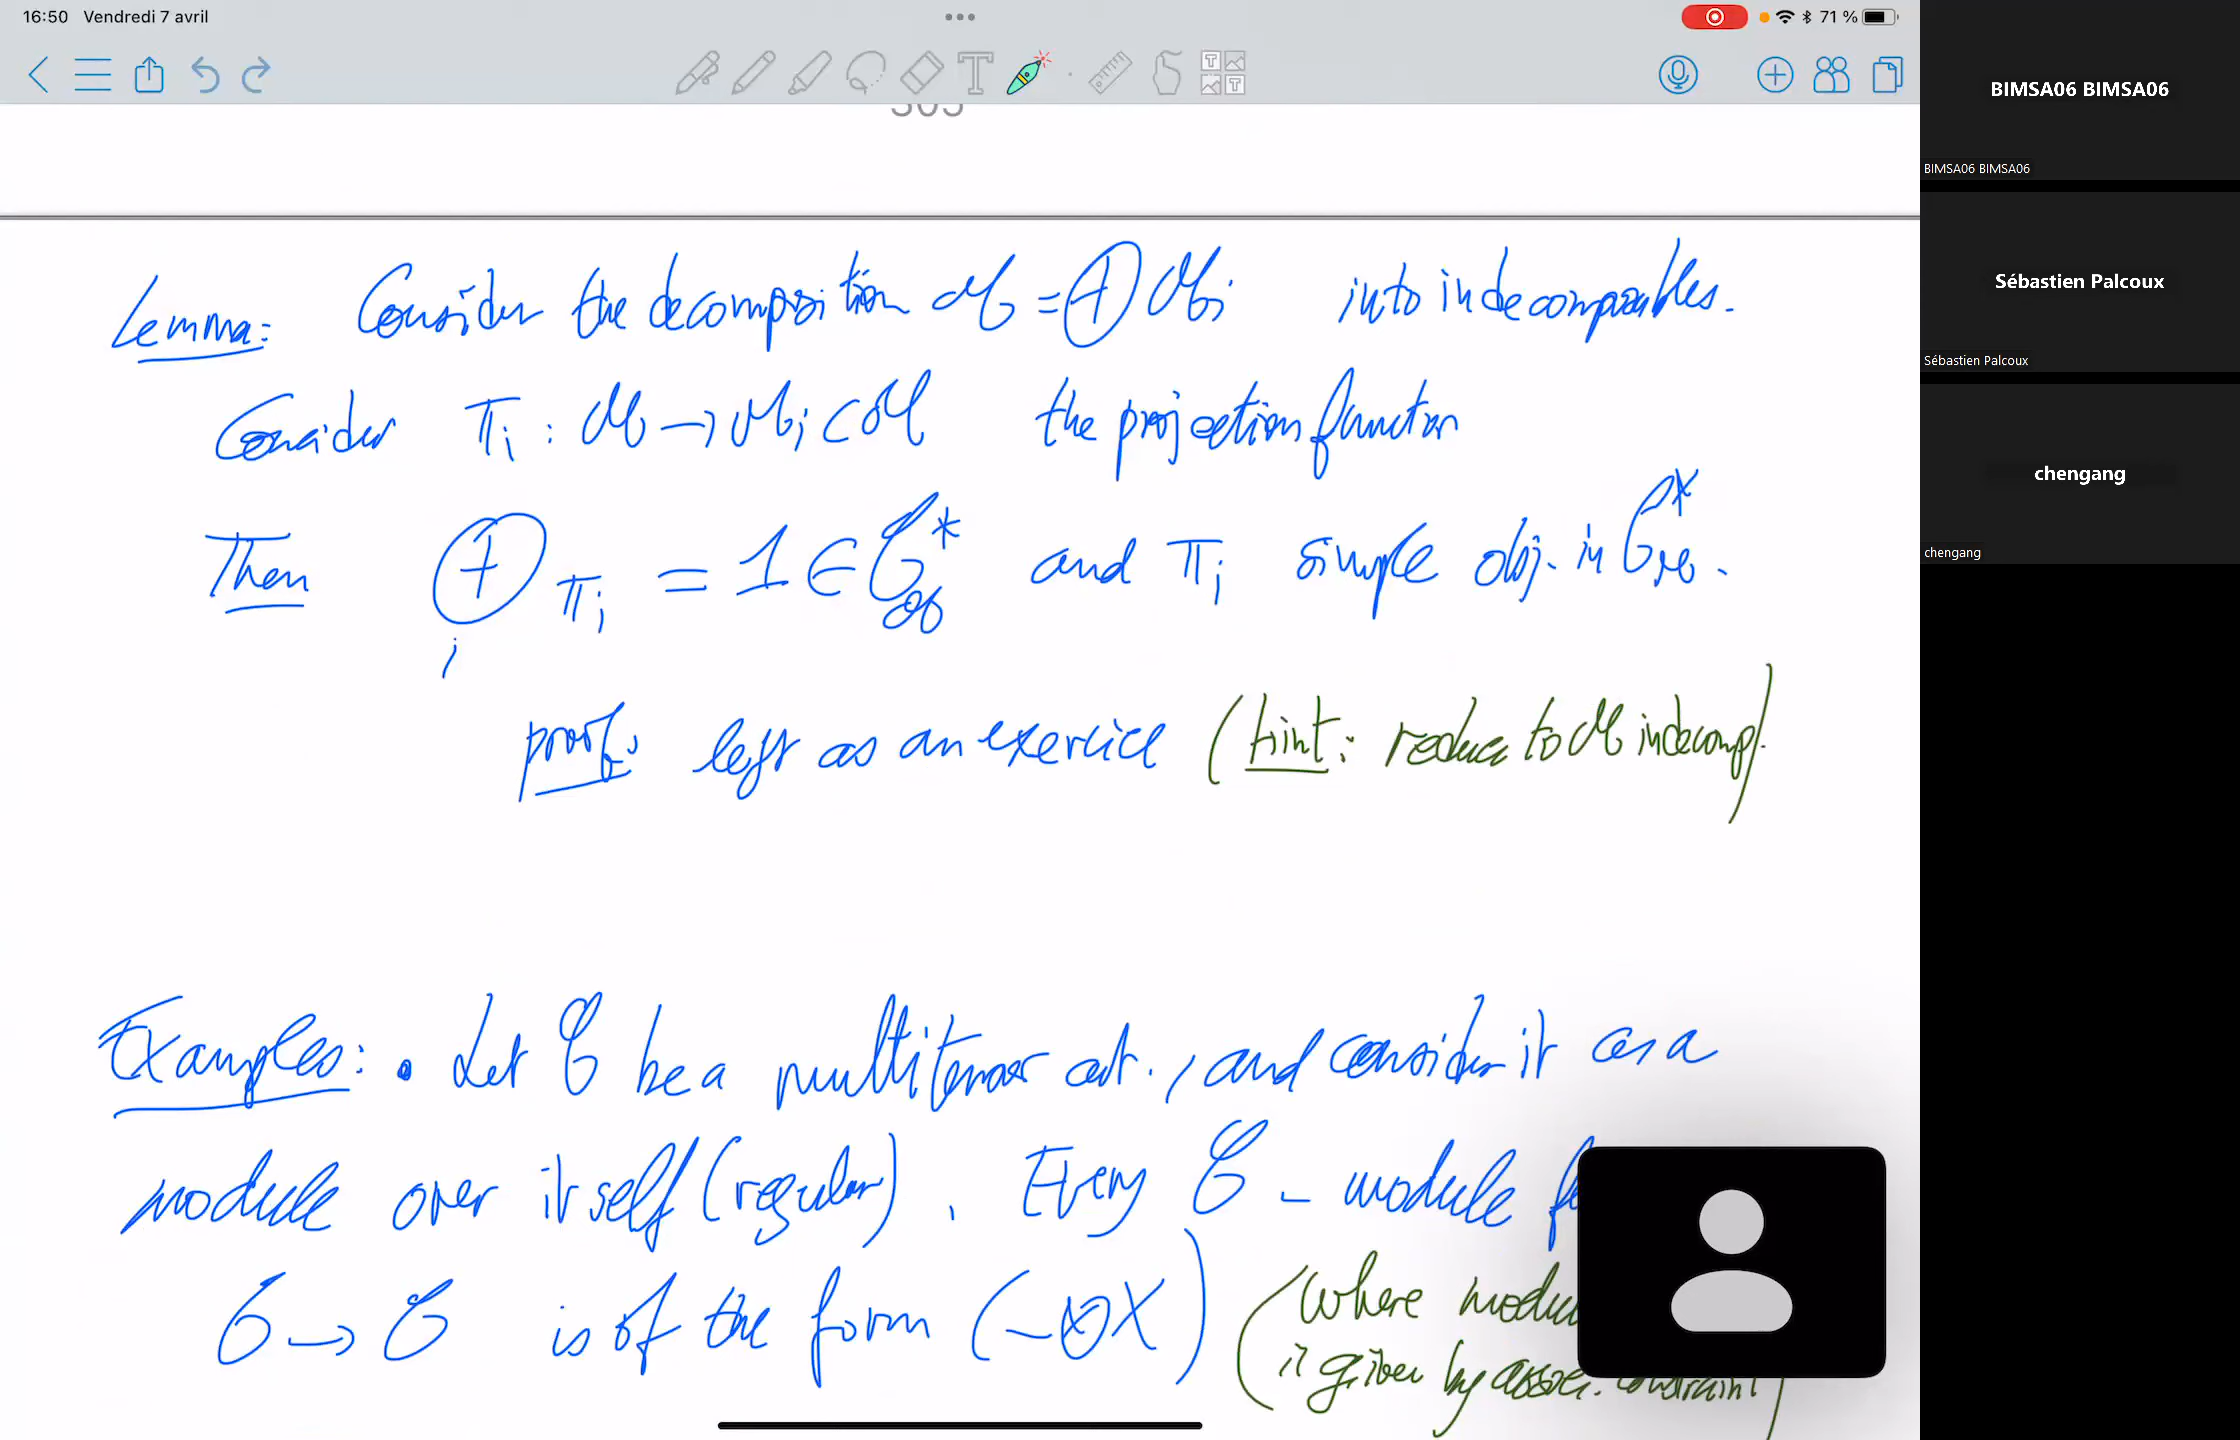 16:50 Vendredi 7 avril
71 %
Lemma: Consider the decomposition ℳ = ⊕ ℳi into indecomposables.
Consider πi : ℳ → ℳi ⊂ ℳ the projection functor
Then ⊕i πi = 1 ∈ 𝒞*ℳ and πi simple obj. in 𝒞*ℳ.
proof: left as an exercice (hint: reduce to ℳ indecomp.)
Examples: • Let 𝒞 be a multitensor cat., and consider it as a
module over itself (regular). Every 𝒞 - module
𝒞 → 𝒞 is of the form (- ⊗ X) (where
is given by assoc. constraint)
BIMSA06 BIMSA06
BIMSA06 BIMSA06
Sébastien Palcoux
Sébastien Palcoux
chengang
chengang